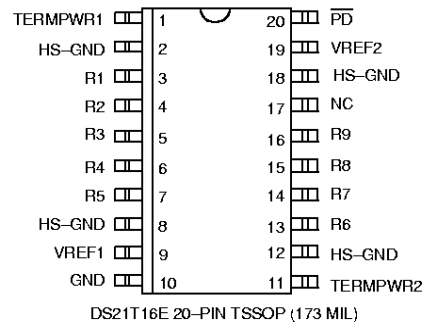 TERMPWR1 1 20 PD
HS–GND 2 19 VREF2
R1 3 18 HS–GND
R2 4 17 NC
R3 5 16 R9
R4 6 15 R8
R5 7 14 R7
HS–GND 8 13 R6
VREF1 9 12 HS–GND
GND 10 11 TERMPWR2
DS21T16E 20–PIN TSSOP (173 MIL)